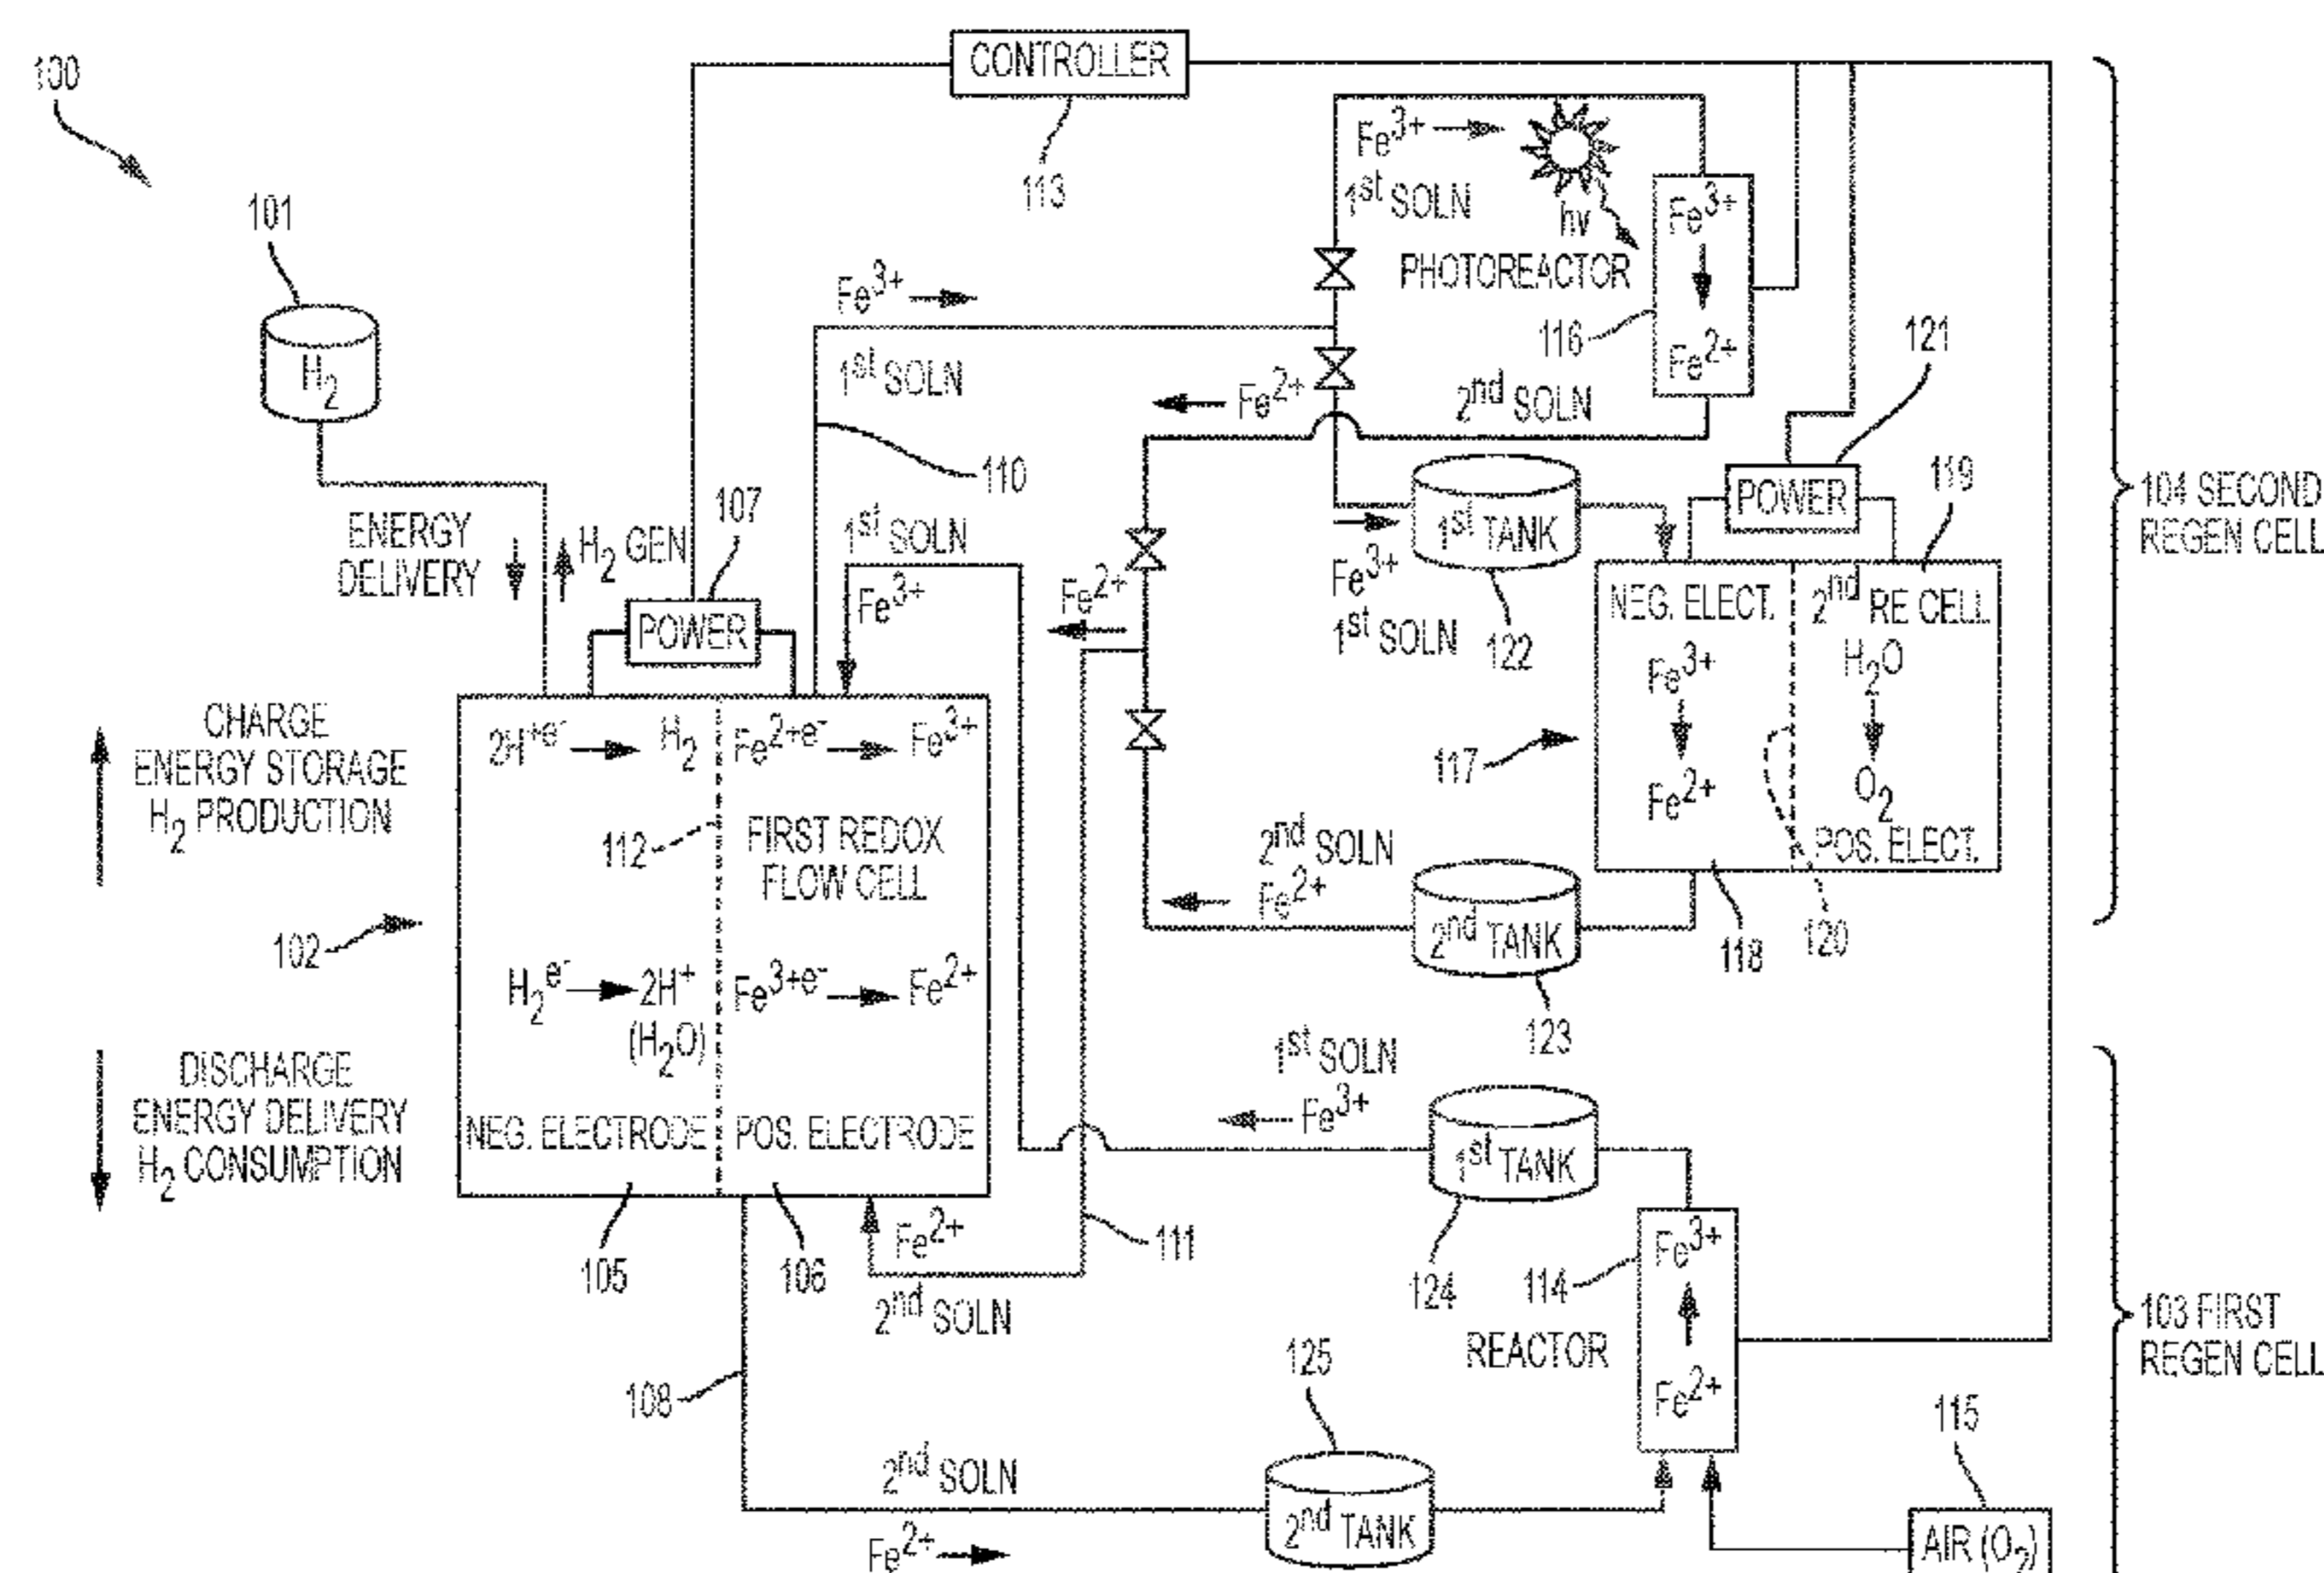 100
CONTROLLER
113
Fe3+
1st SOLN
hν
PHOTOREACTOR
Fe3+
Fe2+
116
101
H2
Fe3+
1st SOLN
110
Fe2+
2nd SOLN
121
POWER
119
104 SECOND
REGEN CELL
ENERGY
DELIVERY
H2 GEN
107
POWER
1st SOLN
Fe3+
Fe2+
1st TANK
122
Fe3+
1st SOLN
NEG. ELECT.
2nd RE CELL
Fe3+
Fe2+
H2O
O2
POS. ELECT.
117
118
120
CHARGE
ENERGY STORAGE
H2 PRODUCTION
2H+e-
H2
Fe2+e-
Fe3+
112
FIRST REDOX
FLOW CELL
102
H2e-
2H+
(H2O)
Fe3+e-
Fe2+
2nd SOLN
Fe2+
2nd TANK
123
DISCHARGE
ENERGY DELIVERY
H2 CONSUMPTION
NEG. ELECTRODE
POS. ELECTRODE
105
106
Fe2+
2nd SOLN
111
1st SOLN
Fe3+
1st TANK
124
114
Fe3+
Fe2+
REACTOR
103 FIRST
REGEN CELL
108
2nd SOLN
Fe2+
125
2nd TANK
115
AIR (O2)